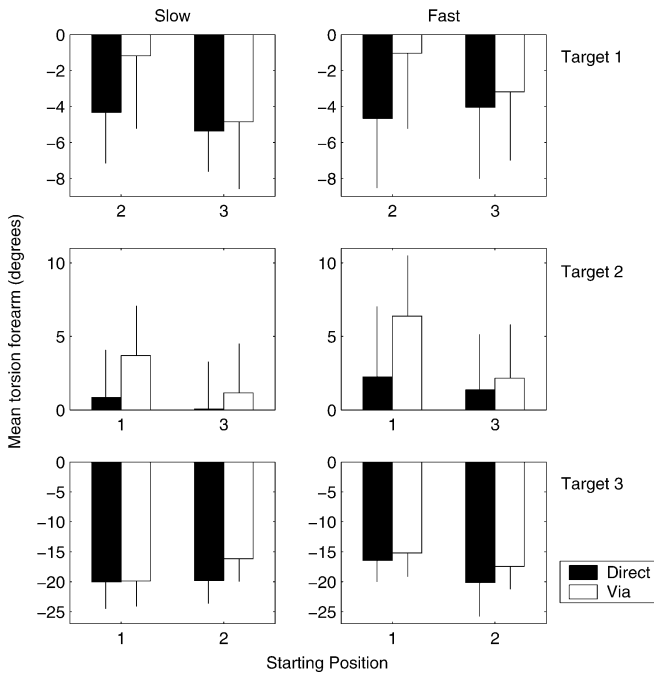 Slow Fast
0 0 Target 1
−2 −2
−4 −4
−6 −6
−8 −8
2 3 2 3
Mean torsion forearm (degrees)
10 10 Target 2
5 5
0 0
1 3 1 3
0 0 Target 3
−5 −5
−10 −10
−15 −15
−20 −20
−25 −25
1 2 1 2
Direct
Via
Starting Position